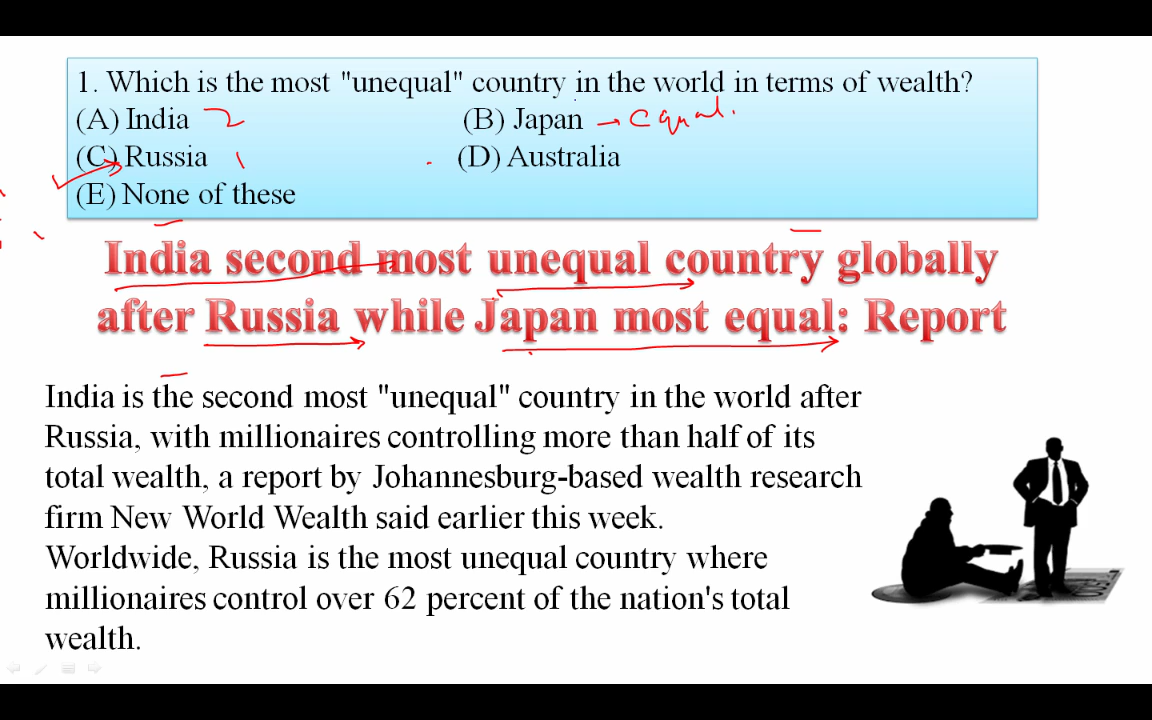 1. Which is the most "unequal" country in the world in terms of wealth?
(A) India 2 (B) Japan → equal.
(C) Russia 1 (D) Australia
(E) None of these
India second most unequal country globally
after Russia while Japan most equal: Report
India is the second most "unequal" country in the world after
Russia, with millionaires controlling more than half of its
total wealth, a report by Johannesburg-based wealth research
firm New World Wealth said earlier this week.
Worldwide, Russia is the most unequal country where
millionaires control over 62 percent of the nation's total
wealth.